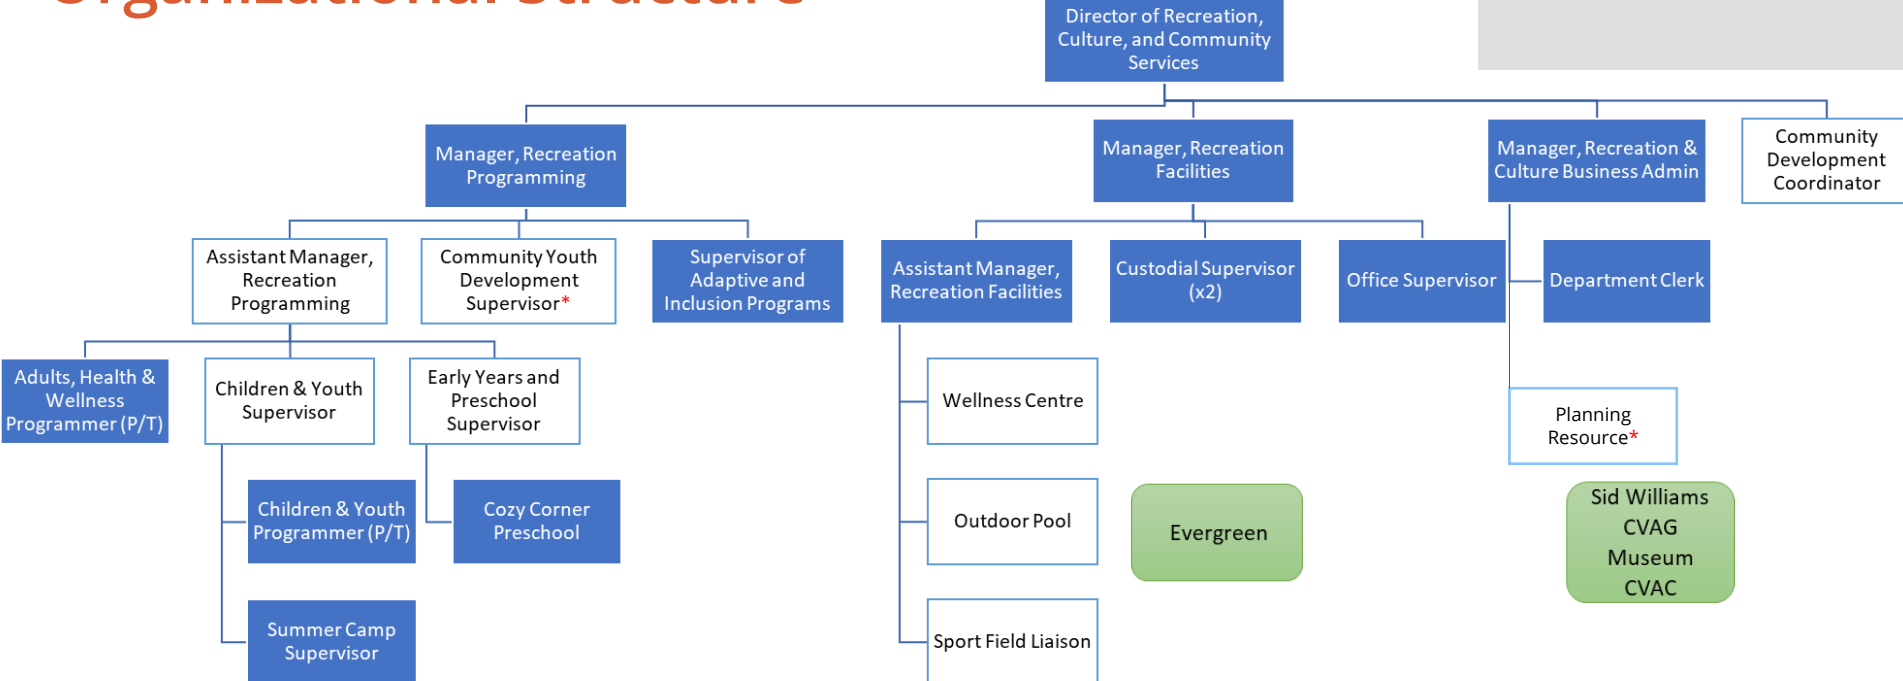 Organizational Structure
Director of Recreation,
Culture, and Community
Services
Manager, Recreation
Programming
Manager, Recreation
Facilities
Manager, Recreation &
Culture Business Admin
Community
Development
Coordinator
Assistant Manager,
Recreation
Programming
Community Youth
Development
Supervisor*
Supervisor of
Adaptive and
Inclusion Programs
Assistant Manager,
Recreation Facilities
Custodial Supervisor
(x2)
Office Supervisor
Department Clerk
Adults, Health &
Wellness
Programmer (P/T)
Children & Youth
Supervisor
Early Years and
Preschool
Supervisor
Wellness Centre
Planning
Resource*
Children & Youth
Programmer (P/T)
Cozy Corner
Preschool
Outdoor Pool
Evergreen
Sid Williams
CVAG
Museum
CVAC
Summer Camp
Supervisor
Sport Field Liaison